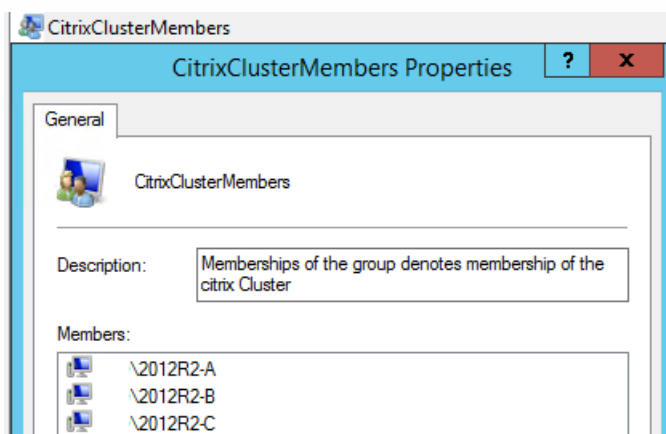 CitrixClusterMembers
CitrixClusterMembers Properties
? x
General
CitrixClusterMembers
Description:
Memberships of the group denotes membership of the
citrix Cluster
Members:
\2012R2-A
\2012R2-B
\2012R2-C